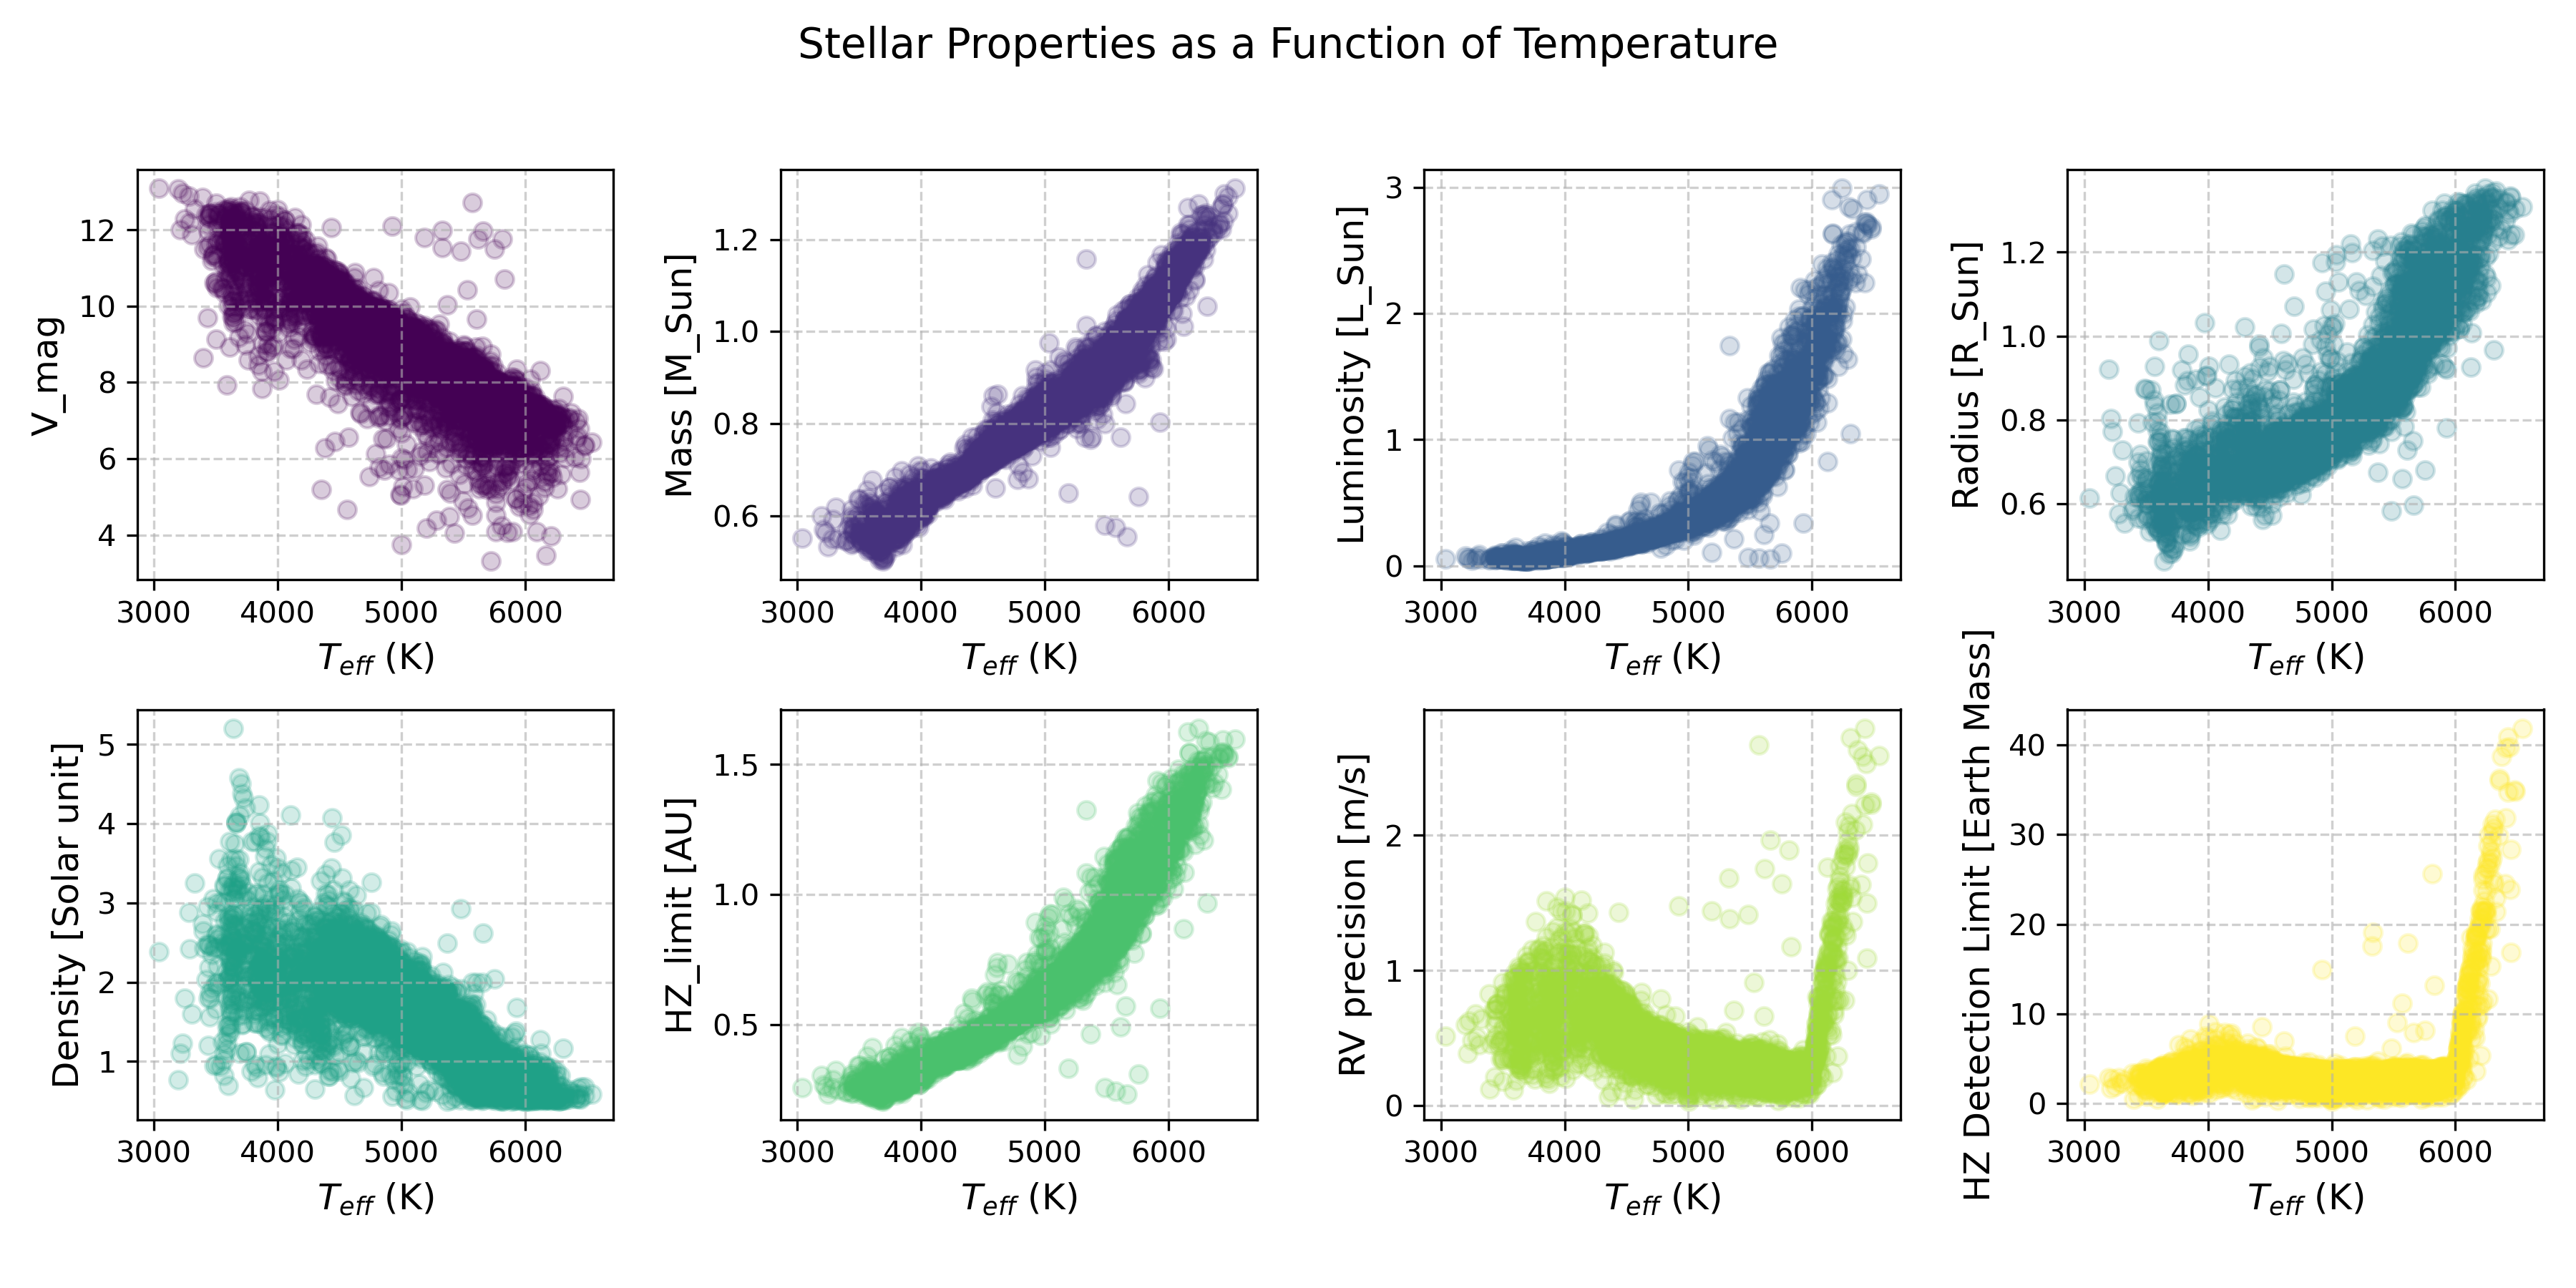 Stellar Properties as a Function of Temperature
V_mag
12
10
8
6
4
3000 4000 5000 6000
T_eff (K)
Mass [M_Sun]
1.2
1.0
0.8
0.6
3000 4000 5000 6000
T_eff (K)
Luminosity [L_Sun]
3
2
1
0
3000 4000 5000 6000
T_eff (K)
Radius [R_Sun]
1.2
1.0
0.8
0.6
3000 4000 5000 6000
T_eff (K)
Density [Solar unit]
5
4
3
2
1
3000 4000 5000 6000
T_eff (K)
HZ_limit [AU]
1.5
1.0
0.5
3000 4000 5000 6000
T_eff (K)
RV precision [m/s]
2
1
0
3000 4000 5000 6000
T_eff (K)
HZ Detection Limit [Earth Mass]
40
30
20
10
0
3000 4000 5000 6000
T_eff (K)